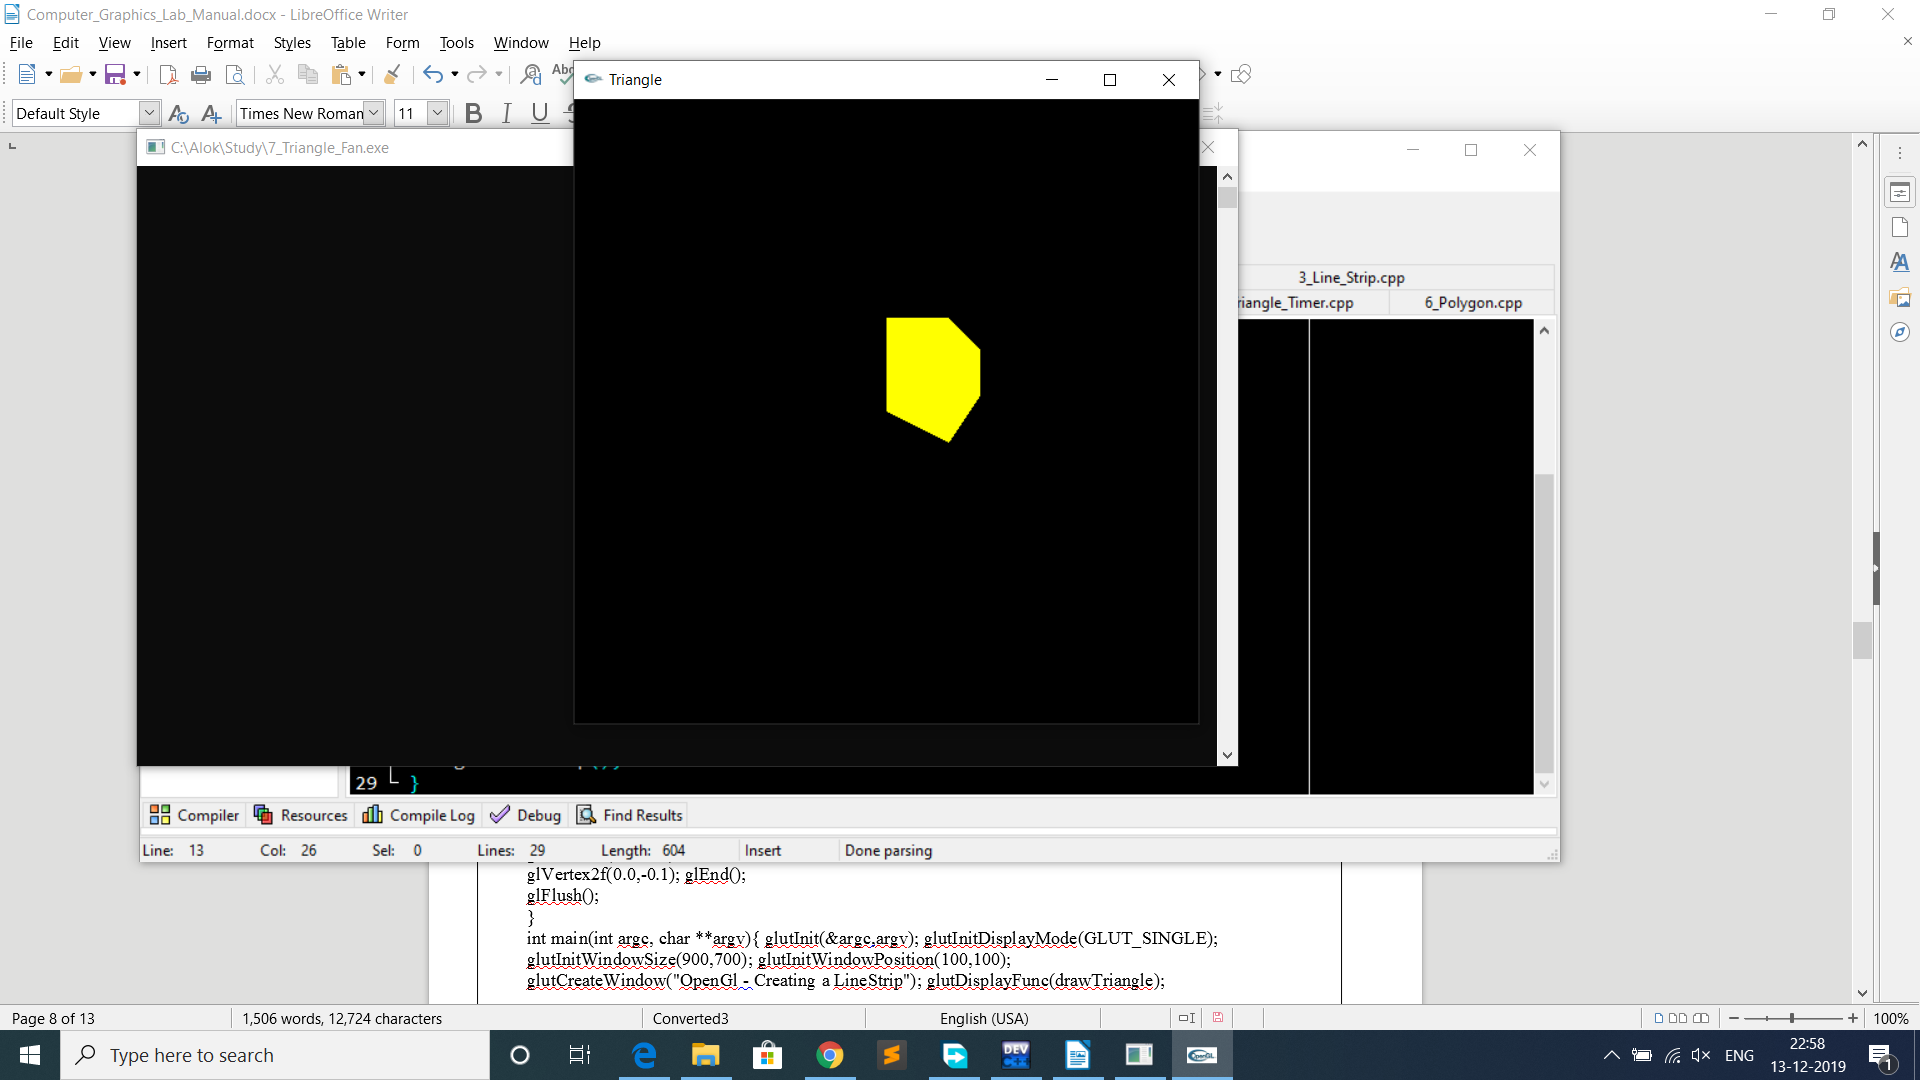 Computer_Graphics_Lab_Manual.docx - LibreOffice Writer
File Edit View Insert Format Styles Table Form Tools Window Help
Default Style Times New Roman 11 B I U
Triangle
C:\Alok\Study\7_Triangle_Fan.exe
3_Line_Strip.cpp
riangle_Timer.cpp 6_Polygon.cpp
29 }
Compiler Resources Compile Log Debug Find Results
Line: 13 Col: 26 Sel: 0 Lines: 29 Length: 604 Insert Done parsing
glVertex2f(0.0,-0.1); glEnd();
glFlush();
}
int main(int argc, char **argv){ glutInit(&argc,argv); glutInitDisplayMode(GLUT_SINGLE);
glutInitWindowSize(900,700); glutInitWindowPosition(100,100);
glutCreateWindow("OpenGl - Creating a LineStrip"); glutDisplayFunc(drawTriangle);
Page 8 of 13 1,506 words, 12,724 characters Converted3 English (USA) 100%
Type here to search DEV C++ OpenGL ENG 22:58
13-12-2019 1